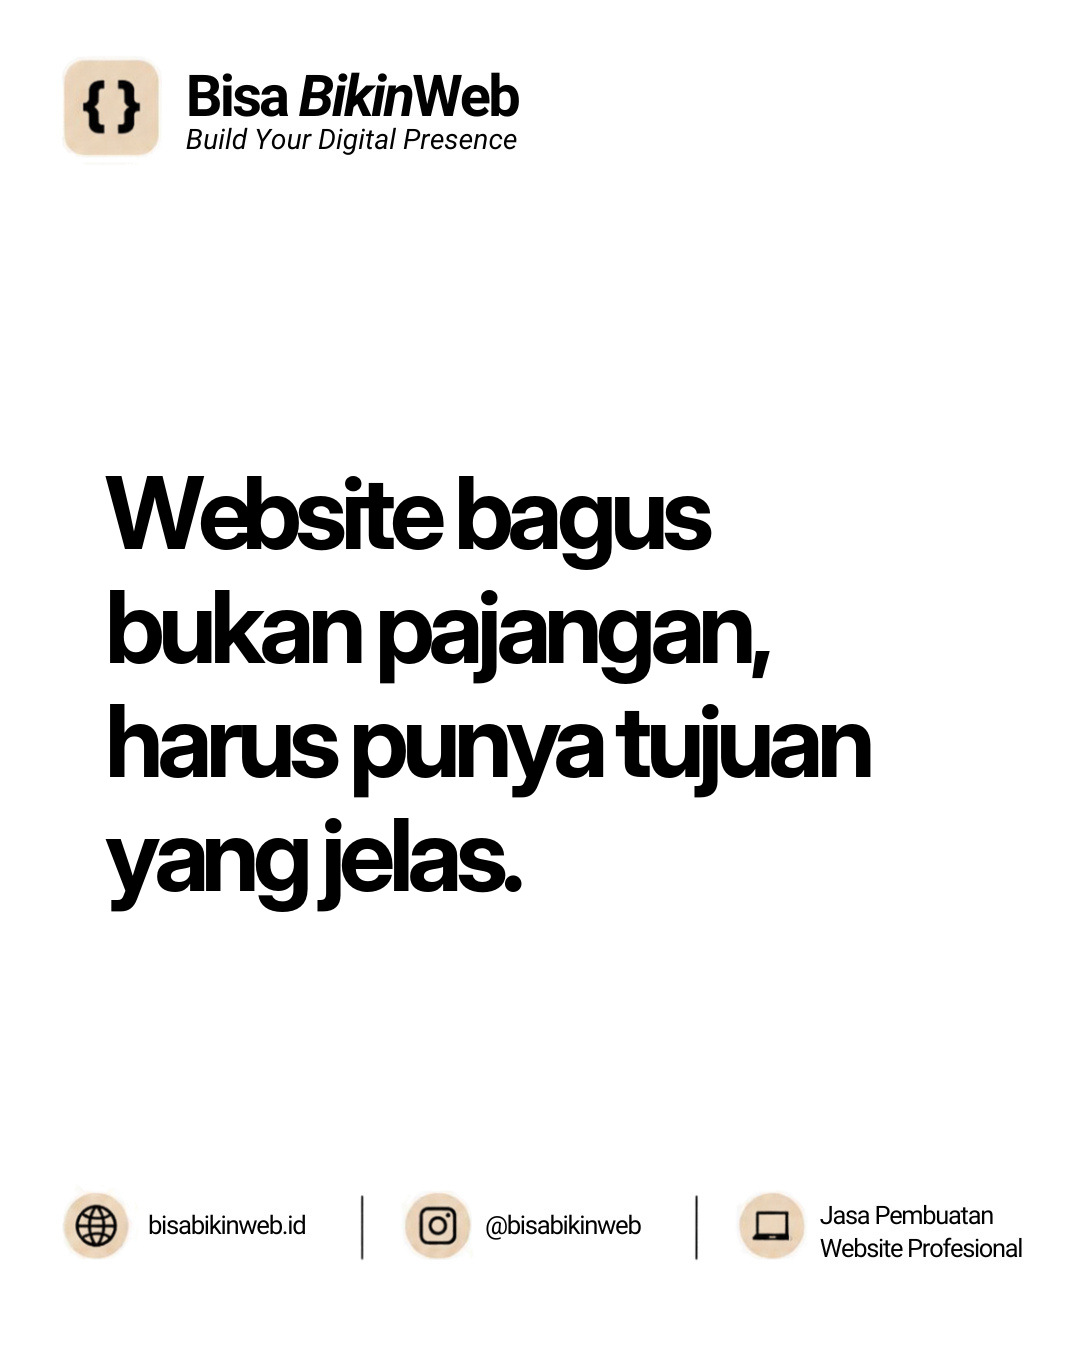 { }
Bisa BikinWeb
Build Your Digital Presence
Website bagus
bukan pajangan,
harus punya tujuan
yang jelas.
bisabikinweb.id
@bisabikinweb
Jasa Pembuatan
Website Profesional